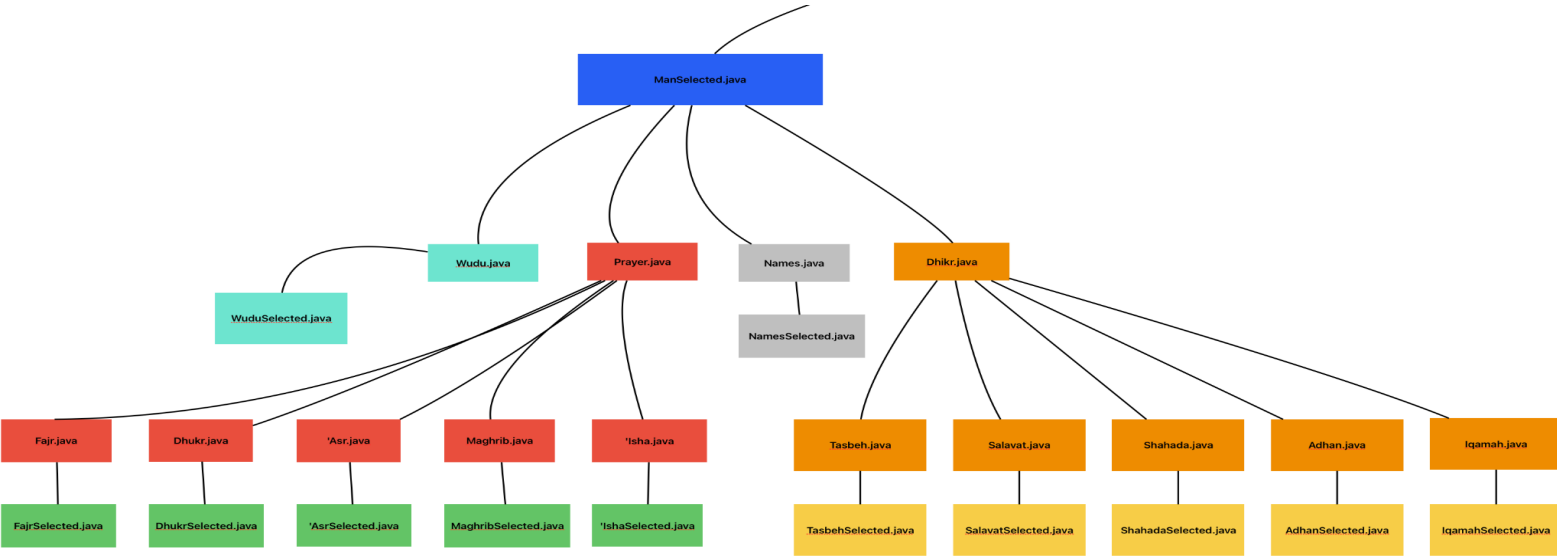 ManSelected.java
Wudu.java
Prayer.java
Names.java
Dhikr.java
WuduSelected.java
NamesSelected.java
Fajr.java
Dhukr.java
'Asr.java
Maghrib.java
'Isha.java
Tasbeh.java
Salavat.java
Shahada.java
Adhan.java
Iqamah.java
FajrSelected.java
DhukrSelected.java
'AsrSelected.java
MaghribSelected.java
'IshaSelected.java
TasbehSelected.java
SalavatSelected.java
ShahadaSelected.java
AdhanSelected.java
IqamahSelected.java